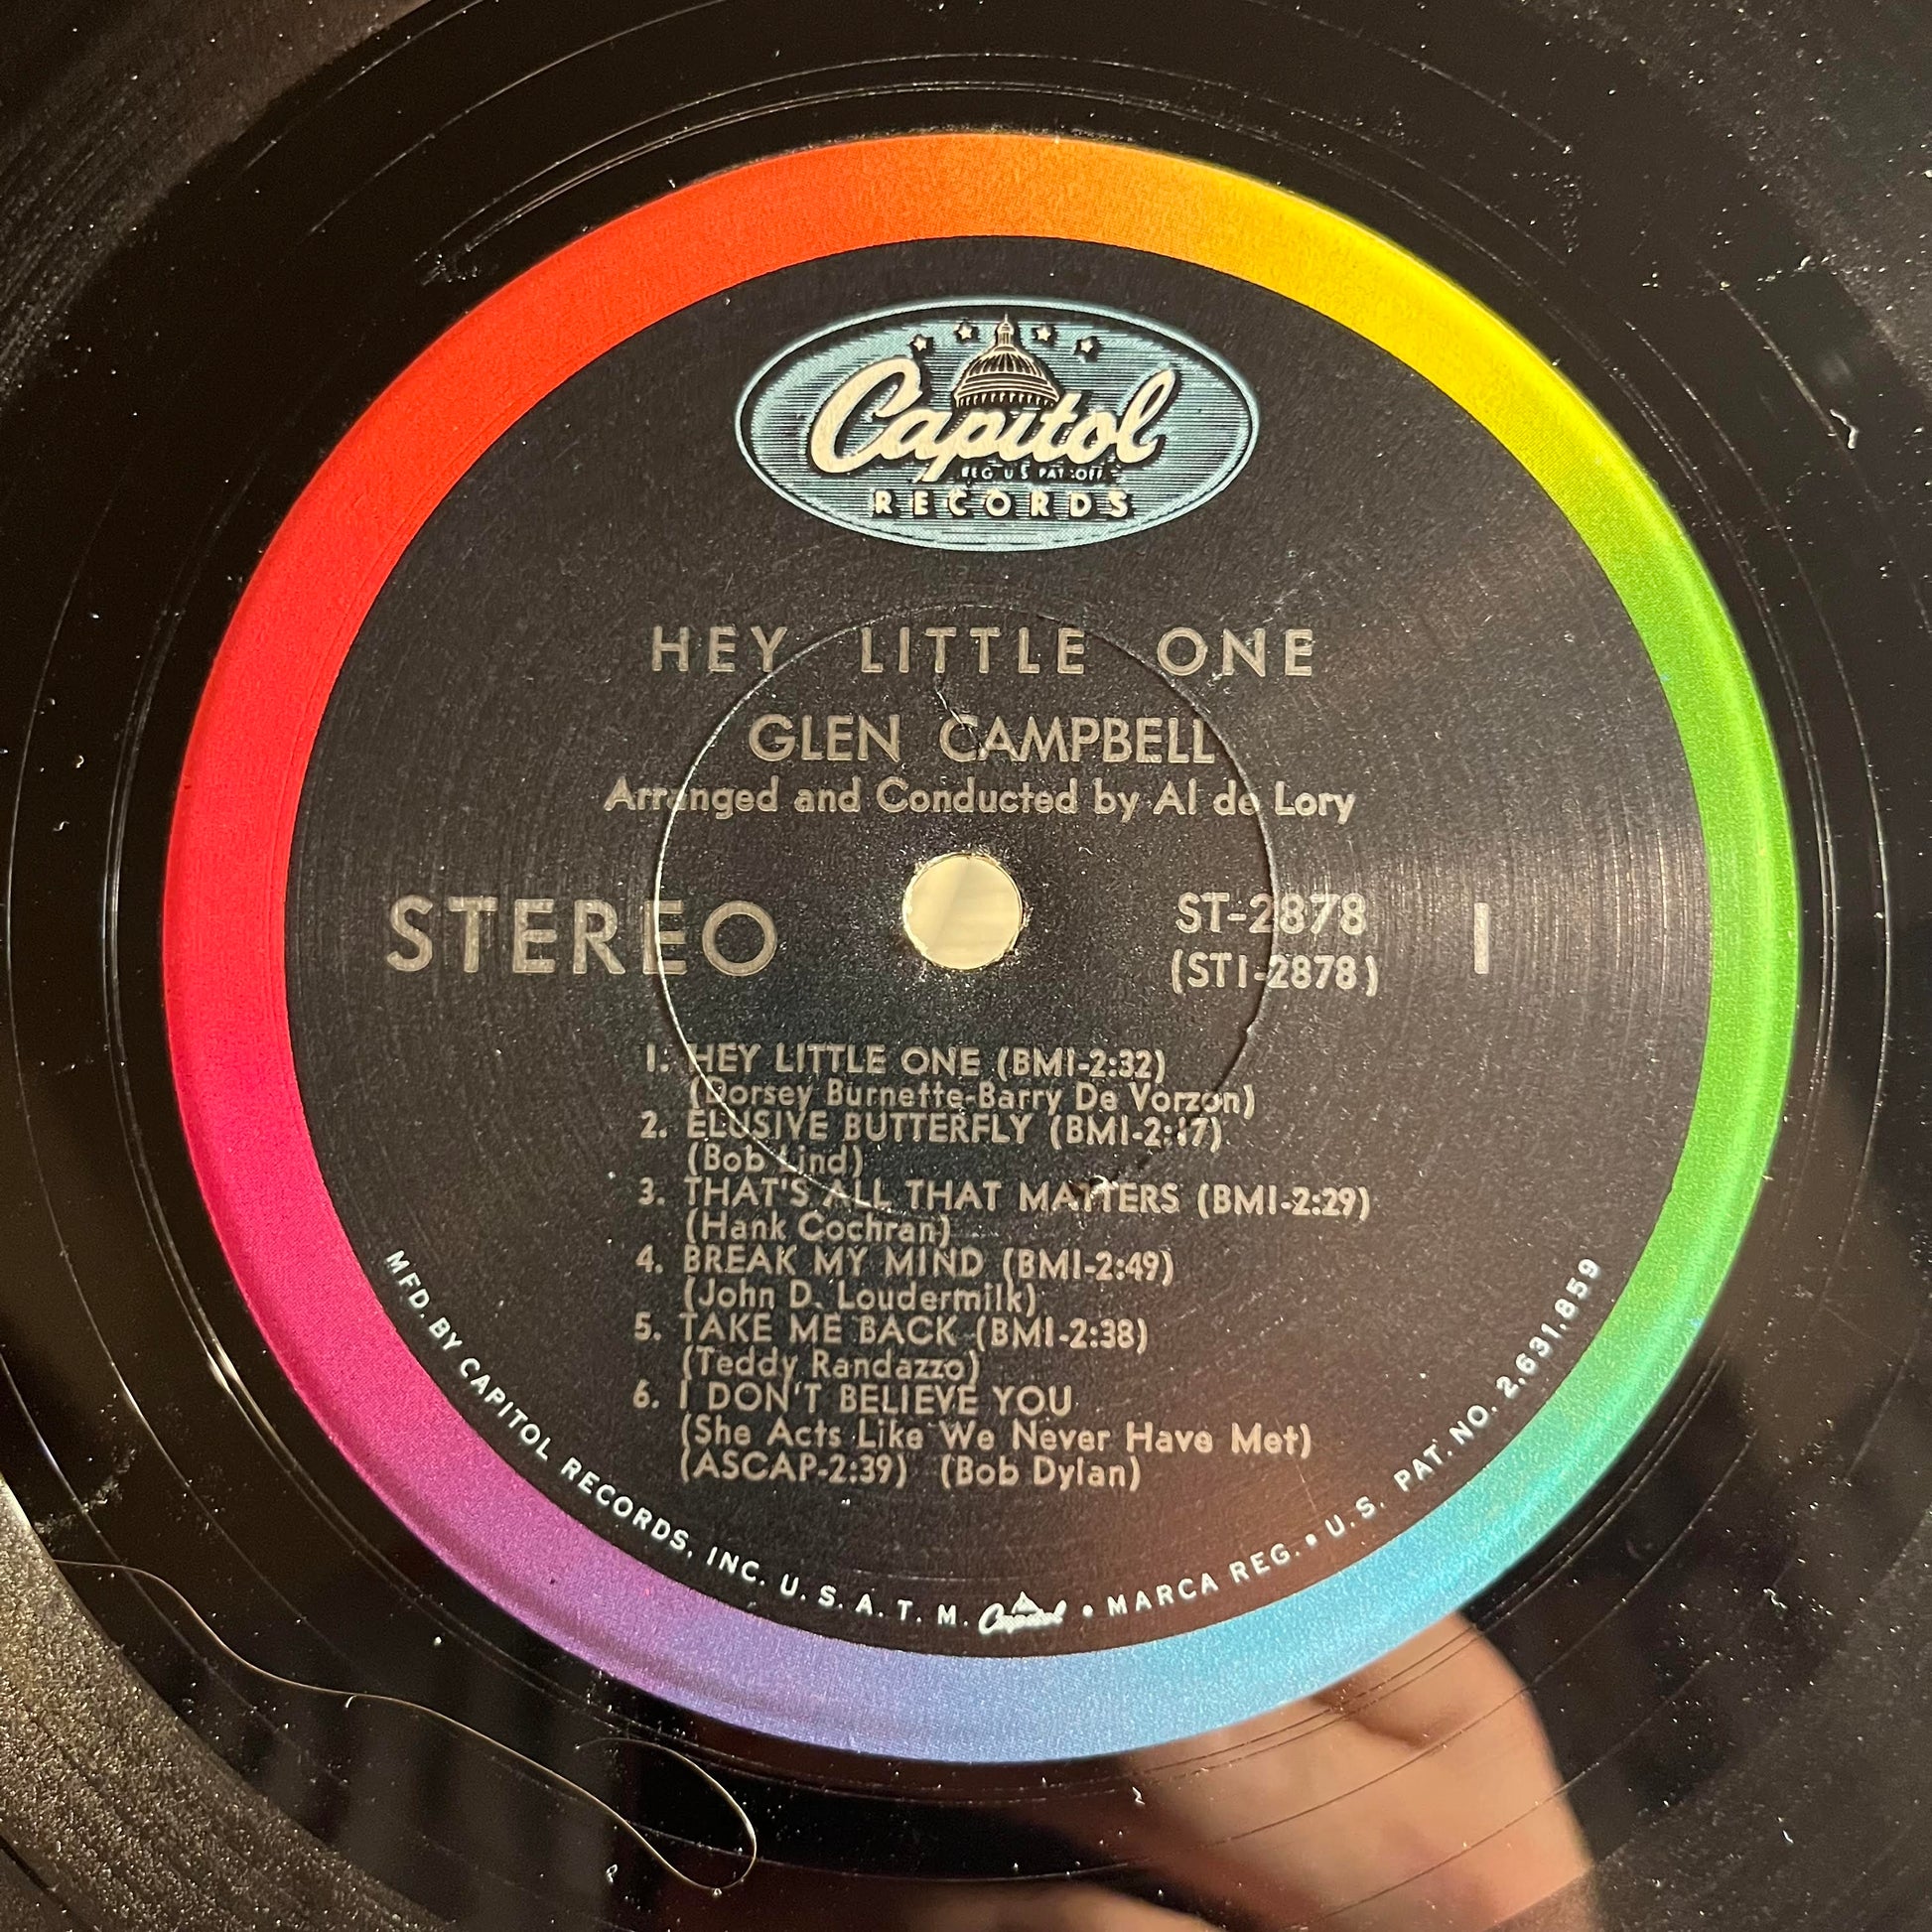 Capitol
REG. U.S. PAT. OFF.
RECORDS
HEY LITTLE ONE
GLEN CAMPBELL
Arranged and Conducted by Al de Lory
STEREO
ST-2878
(ST1-2878)
1
1. HEY LITTLE ONE (BMI-2:32)
(Dorsey Burnette-Barry De Vorzon)
2. ELUSIVE BUTTERFLY (BMI-2:17)
(Bob Lind)
3. THAT'S ALL THAT MATTERS (BMI-2:29)
(Hank Cochran)
4. BREAK MY MIND (BMI-2:49)
(John D. Loudermilk)
5. TAKE ME BACK (BMI-2:38)
(Teddy Randazzo)
6. I DON'T BELIEVE YOU
(She Acts Like We Never Have Met)
(ASCAP-2:39) (Bob Dylan)
MFD. BY CAPITOL RECORDS, INC. U. S. A. T. M. Capitol • MARCA REG. • U.S. PAT. NO. 2,631,859